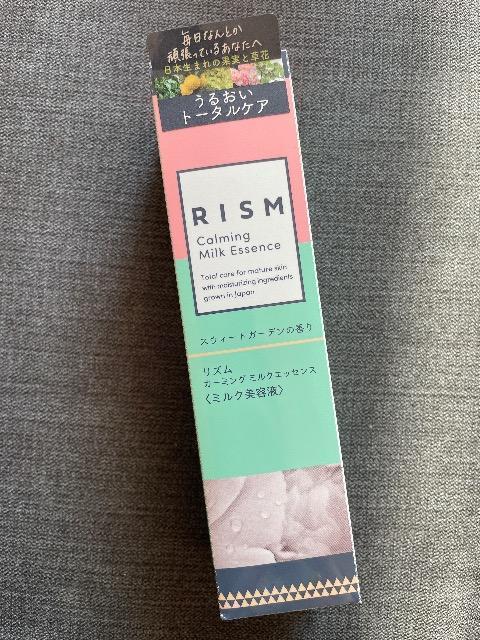 毎日なんとか
頑張っているあなたへ
日本生まれの果実と草花
うるおい
トータルケア
RISM
Calming
Milk Essence
Total care for mature skin
with moisturizing ingredients
grown in Japan
スウィートガーデンの香り
リズム
カーミング ミルクエッセンス
〈ミルク美容液〉